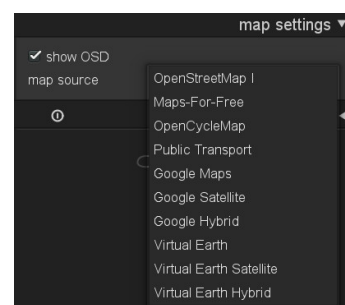 map settings
show OSD
map source
OpenStreetMap I
Maps-For-Free
OpenCycleMap
Public Transport
Google Maps
Google Satellite
Google Hybrid
Virtual Earth
Virtual Earth Satellite
Virtual Earth Hybrid